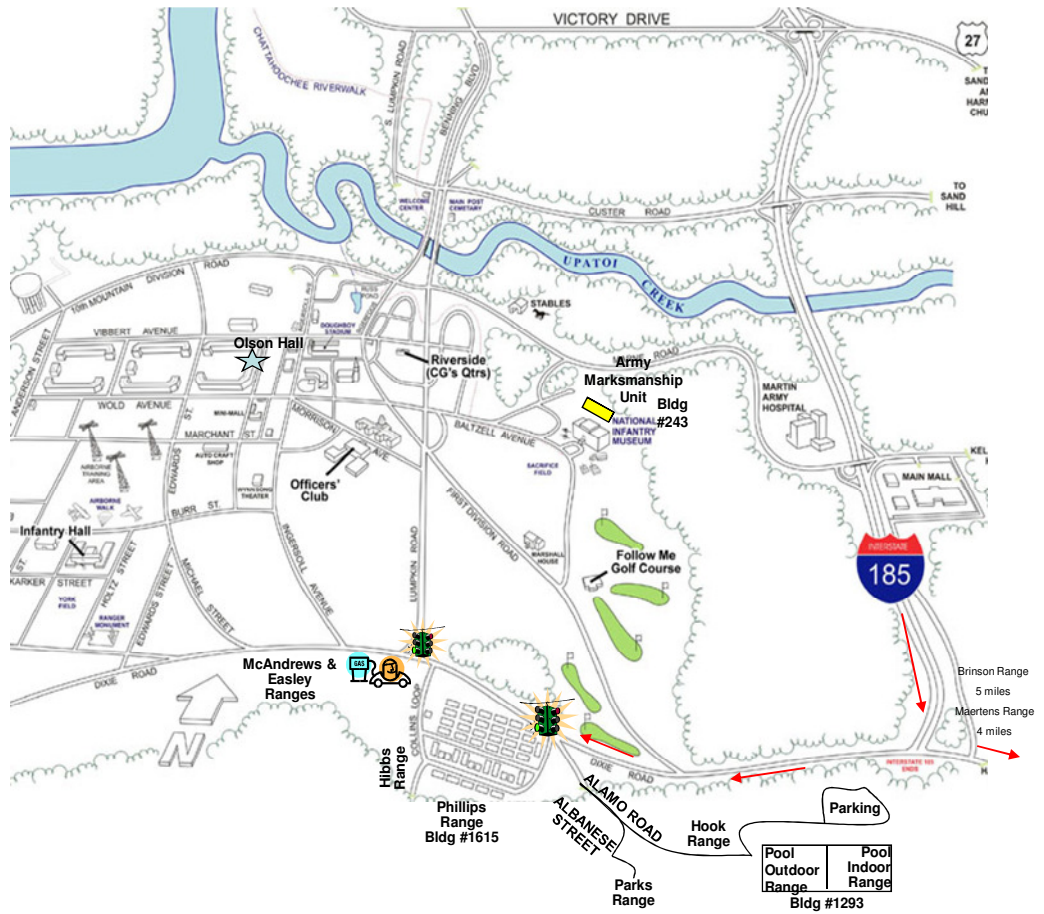 VICTORY DRIVE
27
TO
SAND
HILL
CHATTAHOOCHEE RIVERWALK
S. LUMPKIN ROAD
BENNING BLVD
WELCOME
CENTER
MAIN POST
CEMETARY
CUSTER ROAD
UPATOI
CREEK
10th MOUNTAIN DIVISION ROAD
RUSS
POND
STABLES
VIBBERT AVENUE
DOUGHBOY
STADIUM
Olson Hall
Riverside
(CG's Qtrs)
MARNE ROAD
Army
Marksmanship
Unit
Bldg
#243
NATIONAL
INFANTRY
MUSEUM
MARTIN
ARMY
HOSPITAL
ANDERSON STREET
WOLD AVENUE
ST.
MINI-MALL
MORRISON AVE.
BALTZELL AVENUE
MARCHANT ST.
AUTO CRAFT
SHOP
AIRBORNE
TRAINING
AREA
EDWARDS
SACRIFICE
FIELD
MAIN MALL
Officers'
Club
THEATER
AIRBORNE
WALK
BURR ST.
FIRST DIVISION ROAD
Infantry Hall
INGERSOLL AVENUE
LUMPKIN ROAD
MARSHALL
HOUSE
Follow Me
Golf Course
INTERSTATE
185
ST.
KARKER STREET
HOLTZ STREET
YORK
FIELD
RANGER
MONUMENT
EDWARDS STREET
MICHAEL STREET
DIXIE ROAD
McAndrews &
Easley
Ranges
GAS
Brinson Range
5 miles
Maertens Range
4 miles
COLLINS LOOP
Hibbs
Range
N
DIXIE ROAD
INTERSTATE 185
ENDS
Phillips
Range
Bldg #1615
ALAMO ROAD
ALBANESE
STREET
Hook
Range
Parking
Parks
Range
Pool
Outdoor
Range
Pool
Indoor
Range
Bldg #1293